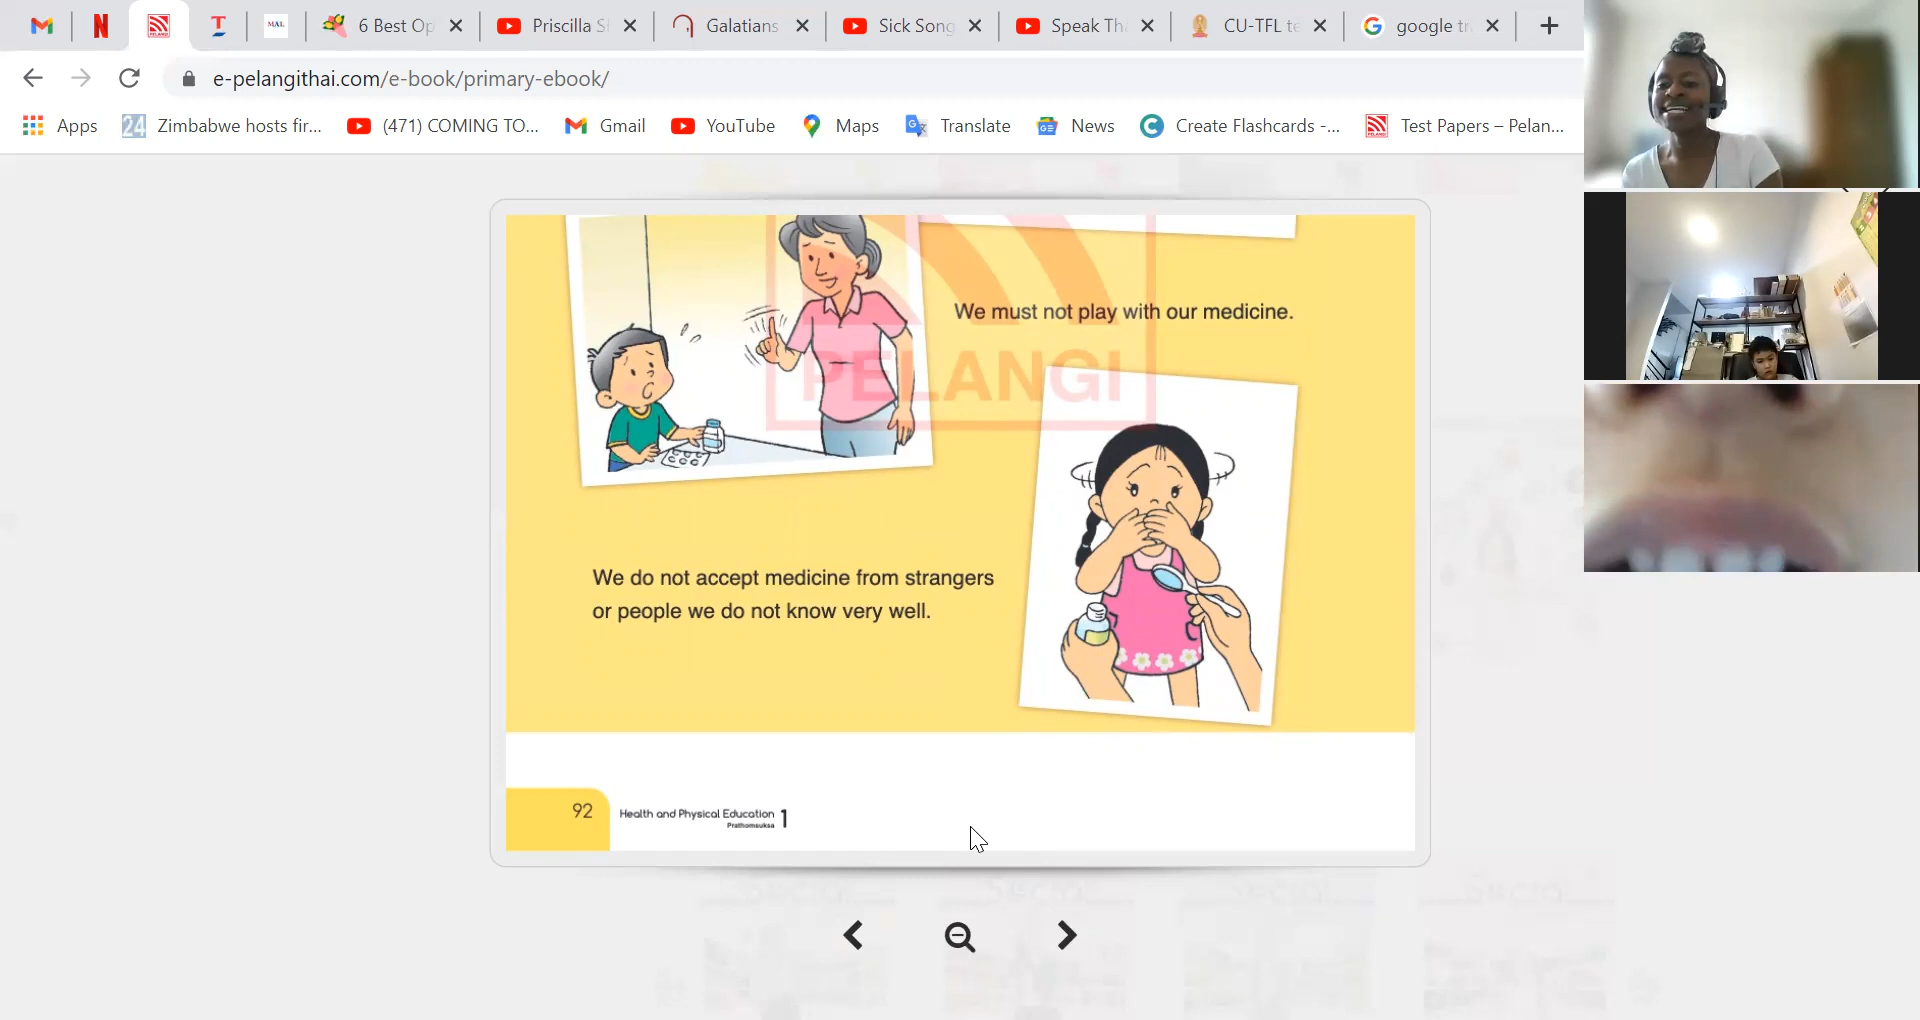 6 Best Op
Priscilla S
Galatians
Sick Song
Speak Th
CU-TFL te
google tr
e-pelangithai.com/e-book/primary-ebook/
Apps
24
Zimbabwe hosts fir...
(471) COMING TO...
Gmail
YouTube
Maps
Translate
News
Create Flashcards -...
Test Papers – Pelan...
PELANGI
We must not play with our medicine.
We do not accept medicine from strangers
or people we do not know very well.
92
Health and Physical Education 1
Prathomsuksa